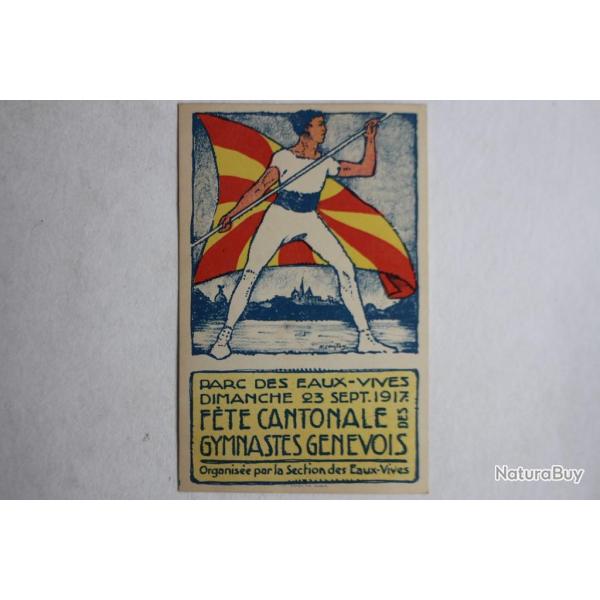 PARC DES EAUX-VIVES
DIMANCHE 23 SEPT. 1917.
FÊTE CANTONALE DES
GYMNASTES GENEVOIS
Organisée par la Section des Eaux-Vives
NaturaBuy